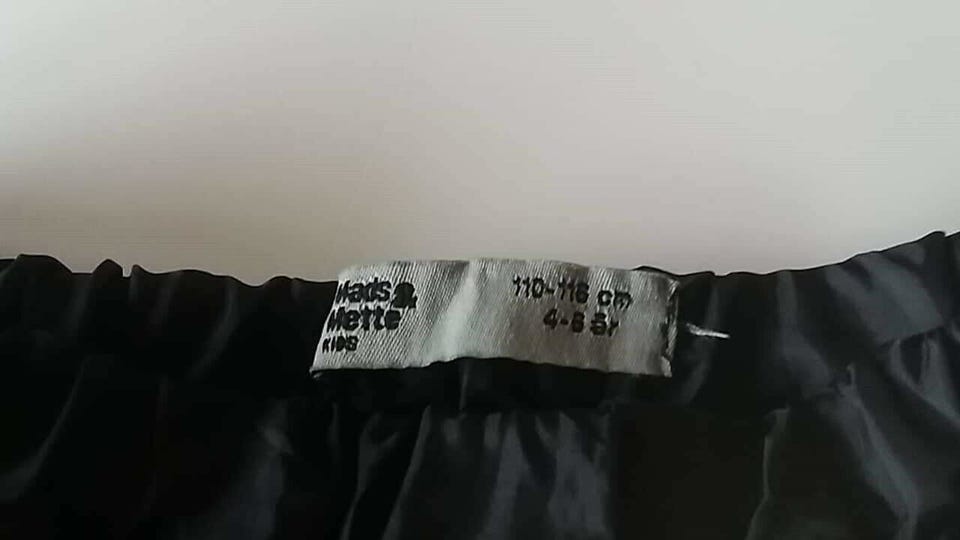 Mads &
Mette
KIDS
110-116 cm
4-6 år